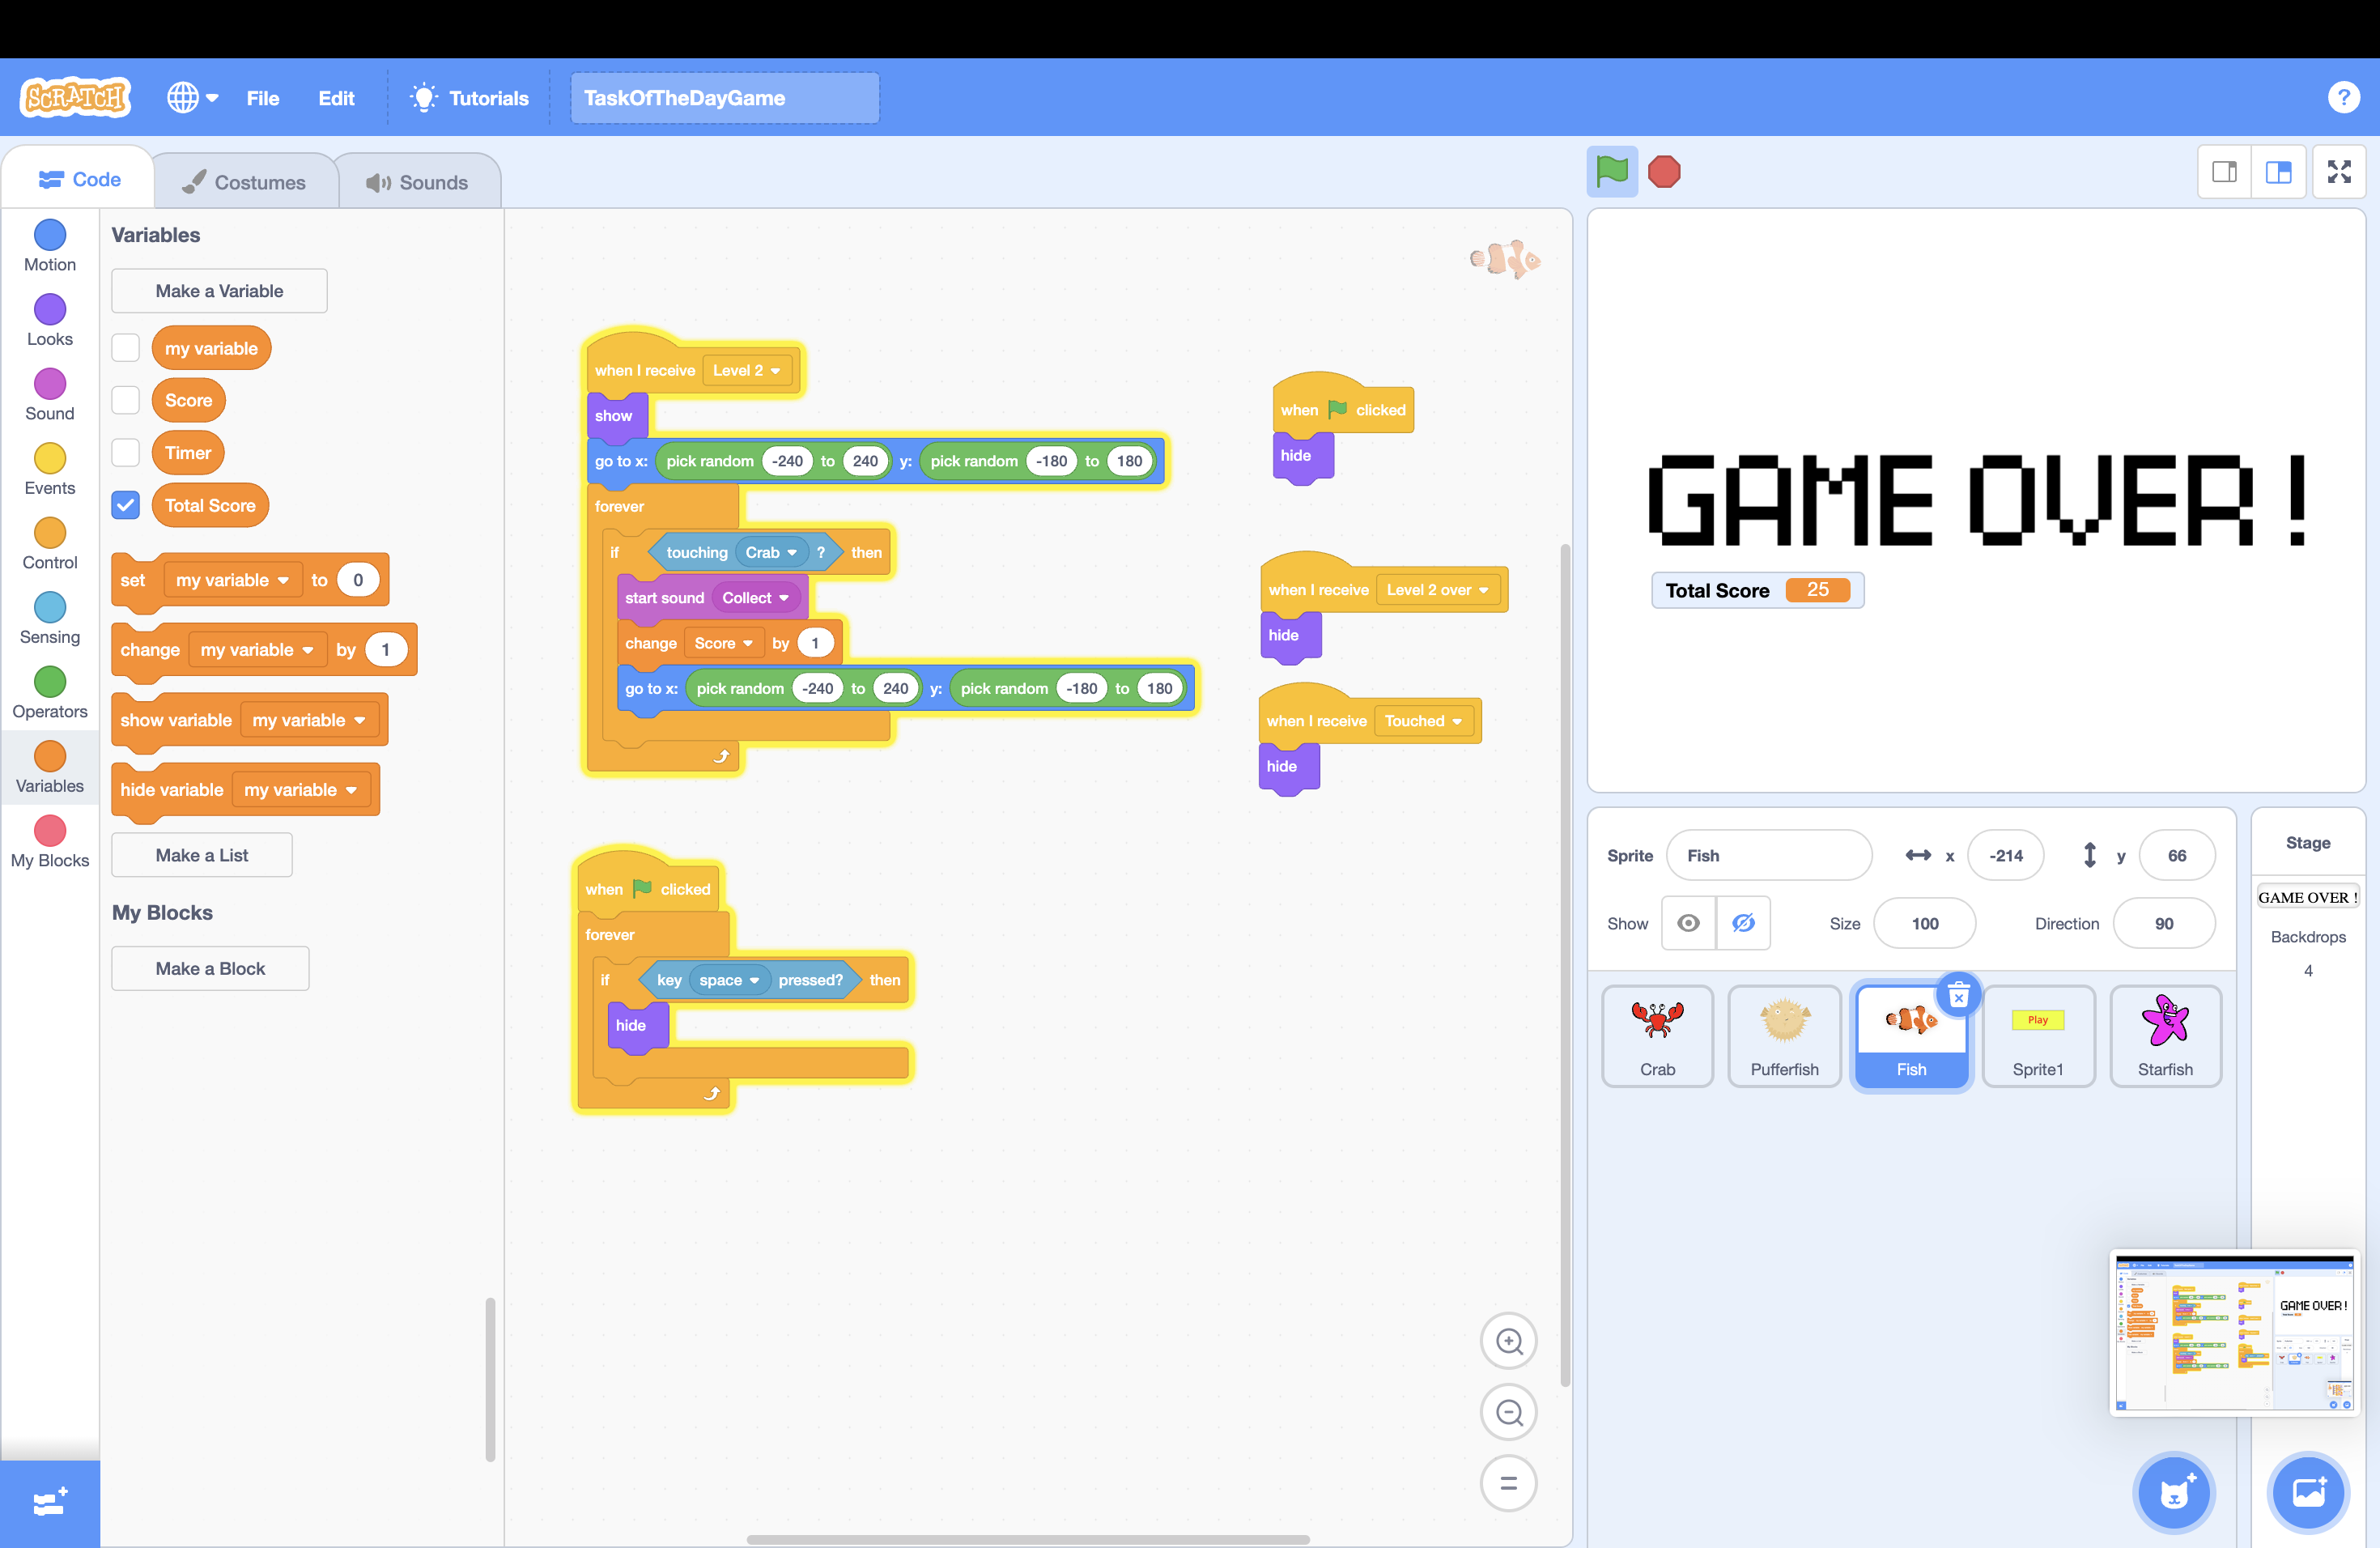 SCRATCH File Edit Tutorials TaskOfTheDayGame ?
Code Costumes Sounds
Motion
Looks
Sound
Events
Control
Sensing
Operators
Variables
My Blocks
Variables
Make a Variable
my variable
Score
Timer
Total Score
set my variable to 0
change my variable by 1
show variable my variable
hide variable my variable
Make a List
My Blocks
Make a Block
when I receive Level 2
show
go to x: pick random -240 to 240 y: pick random -180 to 180
forever
if touching Crab ? then
start sound Collect
change Score by 1
go to x: pick random -240 to 240 y: pick random -180 to 180
when clicked
forever
if key space pressed? then
hide
when clicked
hide
when I receive Level 2 over
hide
when I receive Touched
hide
GAME OVER !
Total Score 25
Sprite Fish x -214 y 66
Show Size 100 Direction 90
Crab
Pufferfish
Fish
Play
Sprite1
Starfish
Stage
GAME OVER !
Backdrops
4
GAME OVER !